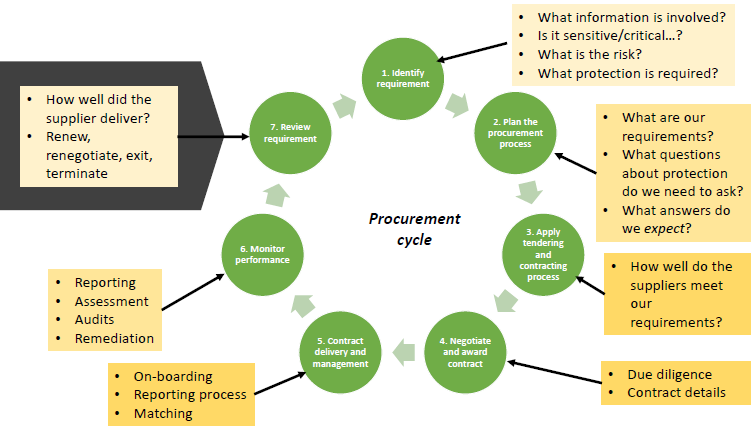 • What information is involved?
• Is it sensitive/critical…?
• What is the risk?
• What protection is required?
1. Identify
requirement
2. Plan the
procurement
process
• What are our
requirements?
• What questions
about protection
do we need to ask?
• What answers do
we expect?
3. Apply
tendering
and
contracting
process
• How well do the
suppliers meet
our
requirements?
4. Negotiate
and award
contract
• Due diligence
• Contract details
5. Contract
delivery and
management
• On-boarding
• Reporting process
• Matching
6. Monitor
performance
• Reporting
• Assessment
• Audits
• Remediation
7. Review
requirement
• How well did the
supplier deliver?
• Renew,
renegotiate, exit,
terminate
Procurement
cycle